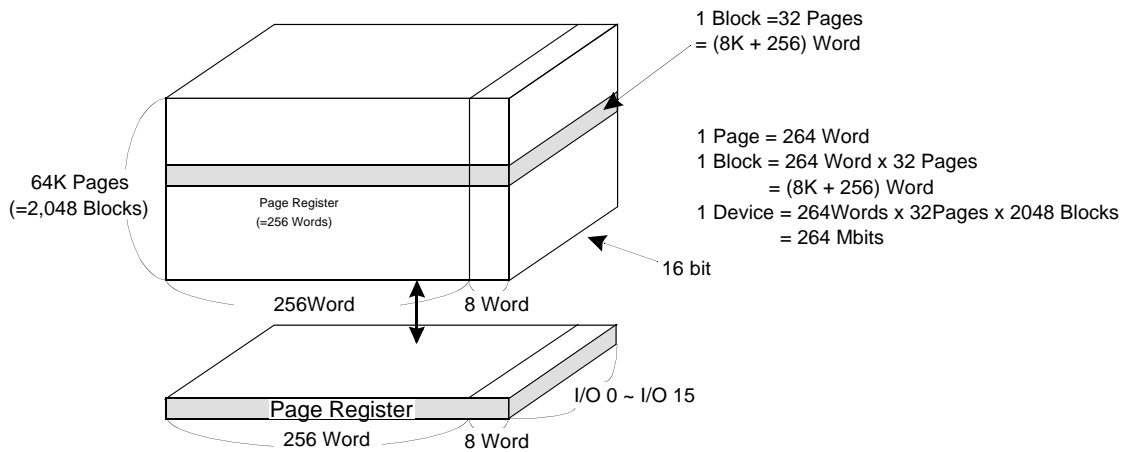 1 Block =32 Pages
= (8K + 256) Word
64K Pages
(=2,048 Blocks)
Page Register
(=256 Words)
1 Page = 264 Word
1 Block = 264 Word x 32 Pages
= (8K + 256) Word
1 Device = 264Words x 32Pages x 2048 Blocks
= 264 Mbits
16 bit
256Word
8 Word
Page Register
I/O 0 ~ I/O 15
256 Word
8 Word